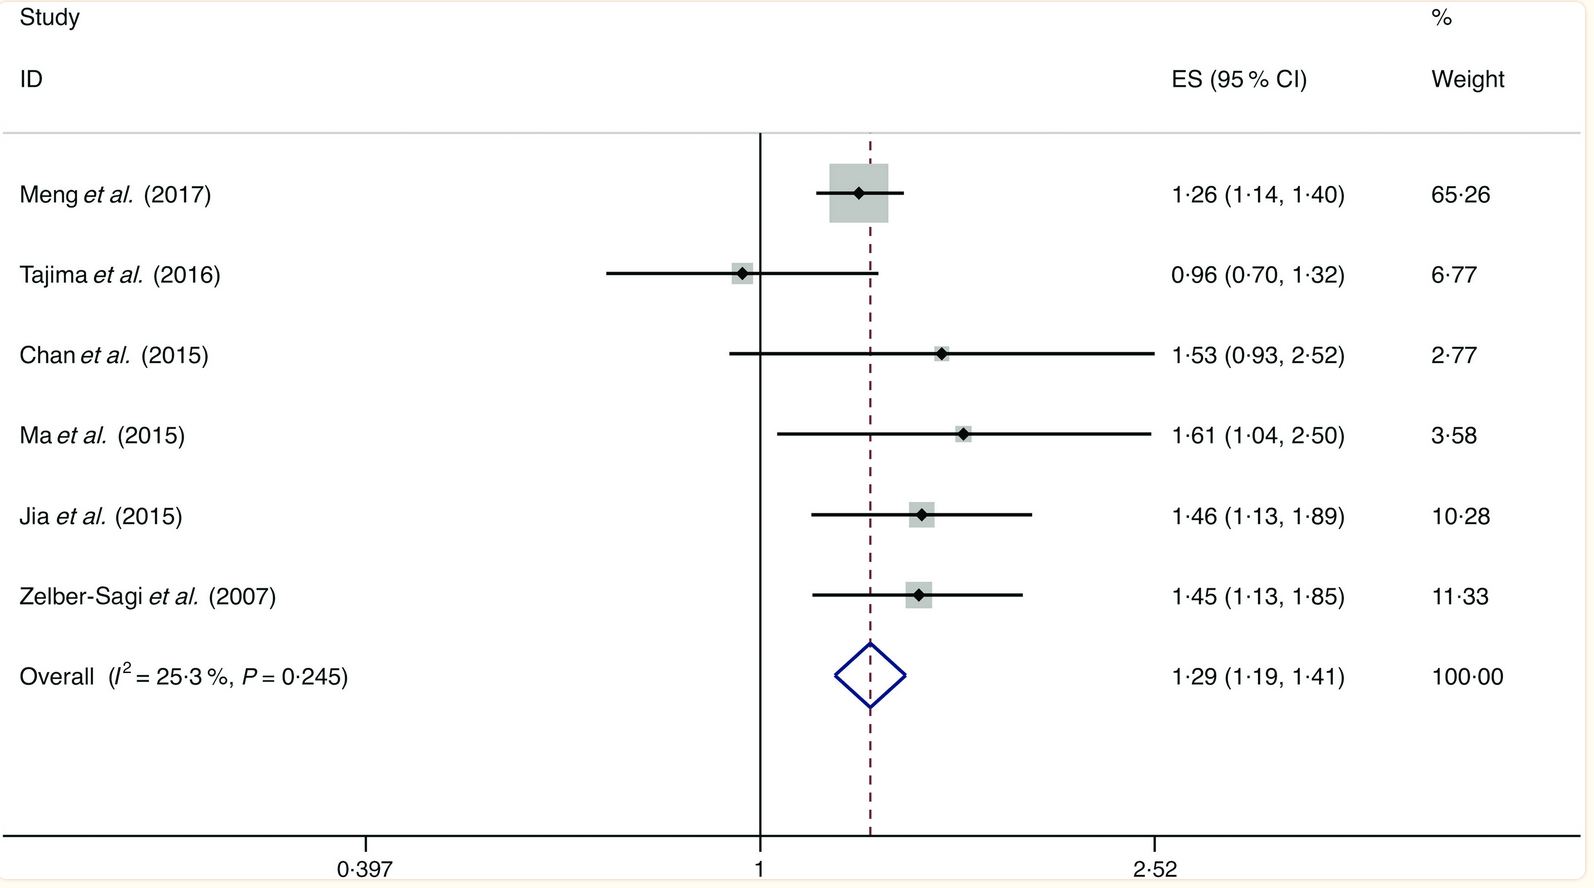 Study %
ID ES (95 % CI) Weight
Meng et al. (2017) 1·26 (1·14, 1·40) 65·26
Tajima et al. (2016) 0·96 (0·70, 1·32) 6·77
Chan et al. (2015) 1·53 (0·93, 2·52) 2·77
Ma et al. (2015) 1·61 (1·04, 2·50) 3·58
Jia et al. (2015) 1·46 (1·13, 1·89) 10·28
Zelber-Sagi et al. (2007) 1·45 (1·13, 1·85) 11·33
Overall (I² = 25·3 %, P = 0·245) 1·29 (1·19, 1·41) 100·00
0·397 1 2·52